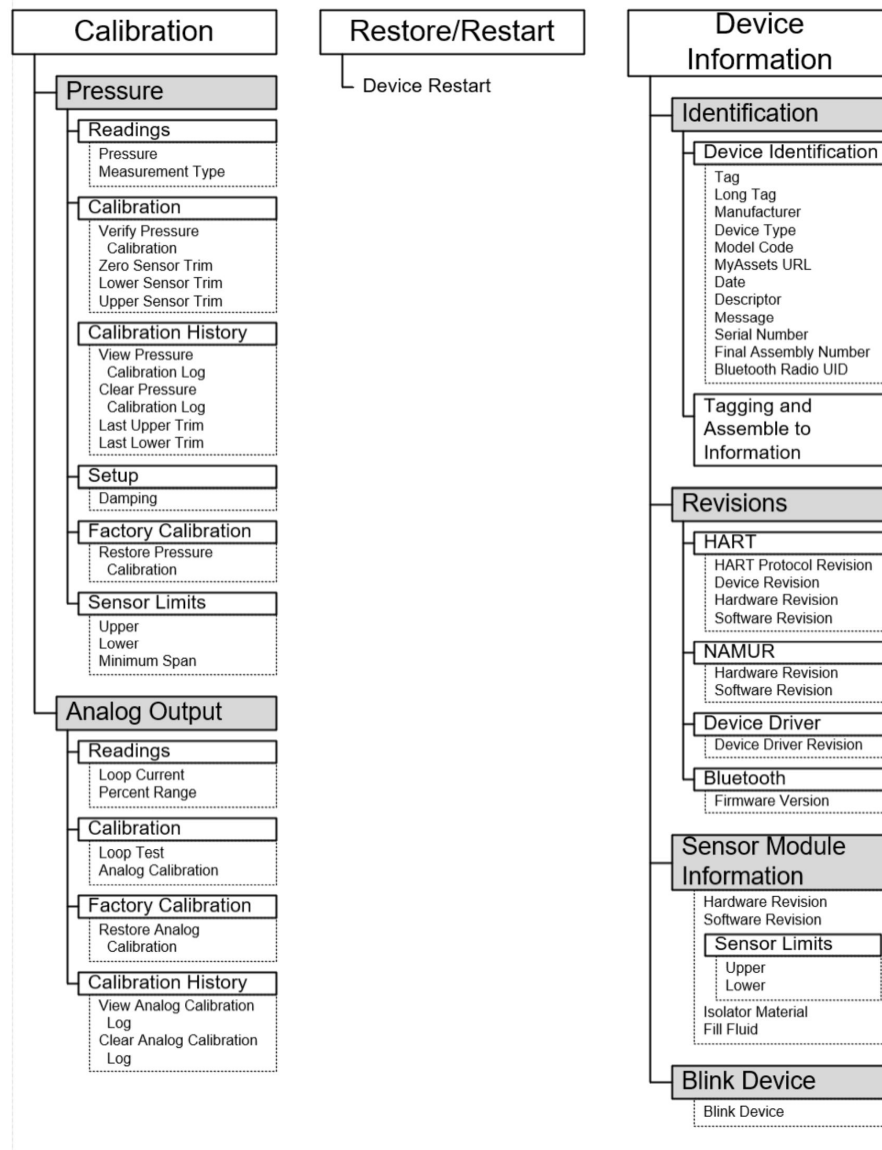 Calibration
Pressure
Readings
Pressure
Measurement Type
Calibration
Verify Pressure
Calibration
Zero Sensor Trim
Lower Sensor Trim
Upper Sensor Trim
Calibration History
View Pressure
Calibration Log
Clear Pressure
Calibration Log
Last Upper Trim
Last Lower Trim
Setup
Damping
Factory Calibration
Restore Pressure
Calibration
Sensor Limits
Upper
Lower
Minimum Span
Analog Output
Readings
Loop Current
Percent Range
Calibration
Loop Test
Analog Calibration
Factory Calibration
Restore Analog
Calibration
Calibration History
View Analog Calibration
Log
Clear Analog Calibration
Log
Restore/Restart
Device Restart
Device
Information
Identification
Device Identification
Tag
Long Tag
Manufacturer
Device Type
Model Code
MyAssets URL
Date
Descriptor
Message
Serial Number
Final Assembly Number
Bluetooth Radio UID
Tagging and
Assemble to
Information
Revisions
HART
HART Protocol Revision
Device Revision
Hardware Revision
Software Revision
NAMUR
Hardware Revision
Software Revision
Device Driver
Device Driver Revision
Bluetooth
Firmware Version
Sensor Module
Information
Hardware Revision
Software Revision
Sensor Limits
Upper
Lower
Isolator Material
Fill Fluid
Blink Device
Blink Device